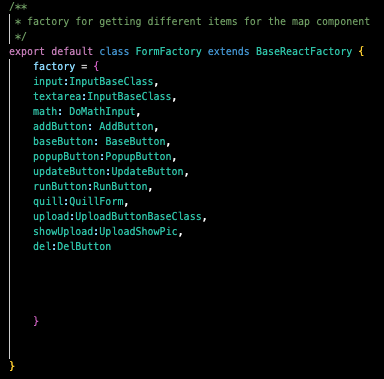 /**
 * factory for getting different items for the map component
 */
export default class FormFactory extends BaseReactFactory {
    factory = {
    input:InputBaseClass,
    textarea:InputBaseClass,
    math: DoMathInput,
    addButton: AddButton,
    baseButton: BaseButton,
    popupButton:PopupButton,
    updateButton:UpdateButton,
    runButton:RunButton,
    quill:QuillForm,
    upload:UploadButtonBaseClass,
    showUpload:UploadShowPic,
    del:DelButton
    }
}